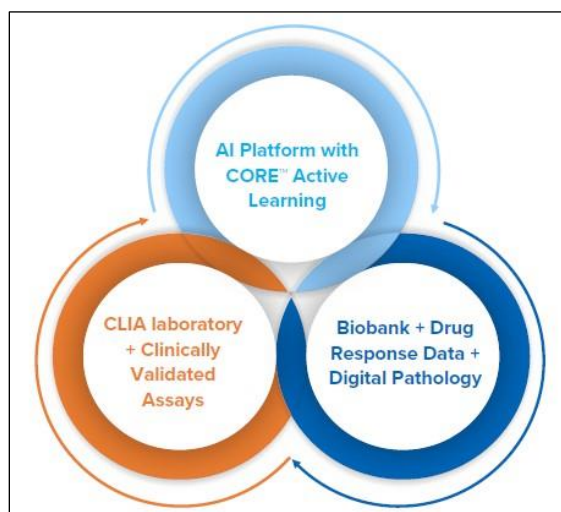 AI Platform with
CORE™ Active
Learning
CLIA laboratory
+ Clinically
Validated
Assays
Biobank + Drug
Response Data +
Digital Pathology